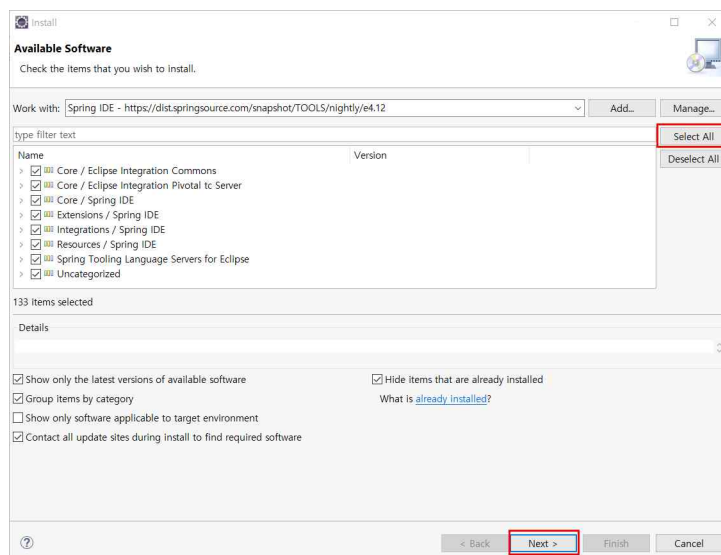 Install
Available Software
Check the items that you wish to install.
Work with: Spring IDE - https://dist.springsource.com/snapshot/TOOLS/nightly/e4.12 Add... Manage...
type filter text Select All
Name Version Deselect All
Core / Eclipse Integration Commons
Core / Eclipse Integration Pivotal tc Server
Core / Spring IDE
Extensions / Spring IDE
Integrations / Spring IDE
Resources / Spring IDE
Spring Tooling Language Servers for Eclipse
Uncategorized
133 items selected
Details
Show only the latest versions of available software Hide items that are already installed
Group items by category What is already installed?
Show only software applicable to target environment
Contact all update sites during install to find required software
? < Back Next > Finish Cancel